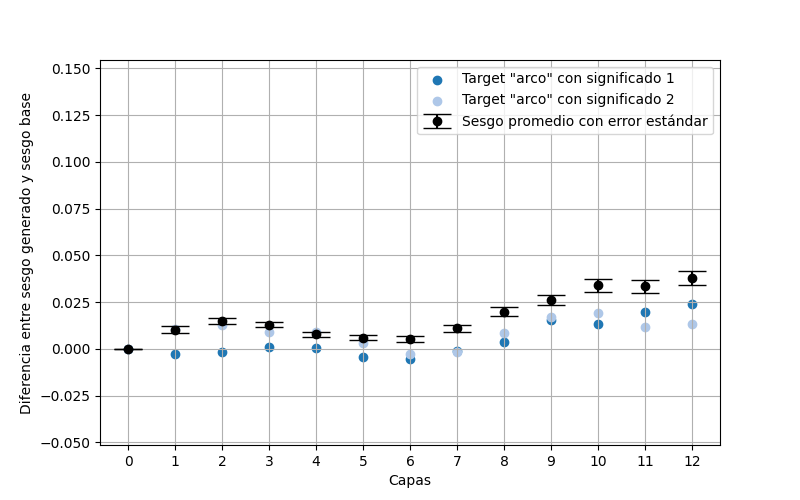 0.150
0.125
0.100
0.075
0.050
0.025
0.000
−0.025
−0.050
Diferencia entre sesgo generado y sesgo base
Target "arco" con significado 1
Target "arco" con significado 2
Sesgo promedio con error estándar
0 1 2 3 4 5 6 7 8 9 10 11 12
Capas